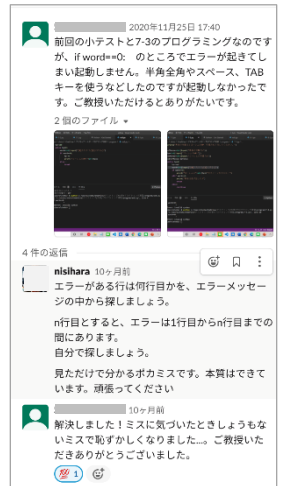 2020年11月25日 17:40
前回の小テストと7-3のプログラミングなのです
が、if word==0: のところでエラーが起きてし
まい起動しません。半角全角やスペース、TAB
キーを使うなどしたのですが起動しなかったで
す。ご教授いただけるとありがたいです。
2 個のファイル
4 件の返信
nisihara 10ヶ月前
エラーがある行は何行目かを、エラーメッセー
ジの中から探しましょう。
n行目とすると、エラーは1行目からn行目までの
間にあります。
自分で探しましょう。
見ただけで分かるポカミスです。本質はできて
います。頑張ってください
10ヶ月前
解決しました！ミスに気づいたときしょうもな
いミスで恥ずかしくなりました...。ご教授いた
だきありがとうございました。
💯 1